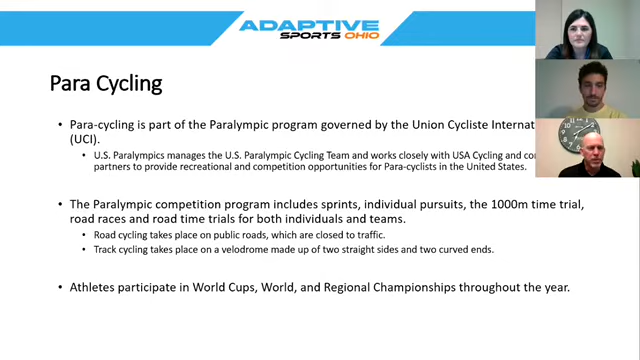 ADAPTIVE
SPORTS OHIO
Para Cycling
• Para-cycling is part of the Paralympic program governed by the Union Cycliste
(UCI).
• U.S. Paralympics manages the U.S. Paralympic Cycling Team and works closely with USA Cycling and
partners to provide recreational and competition opportunities for Para-cyclists in the United States.
• The Paralympic competition program includes sprints, individual pursuits, the 1000m time trial,
road races and road time trials for both individuals and teams.
• Road cycling takes place on public roads, which are closed to traffic.
• Track cycling takes place on a velodrome made up of two straight sides and two curved ends.
• Athletes participate in World Cups, World, and Regional Championships throughout the year.